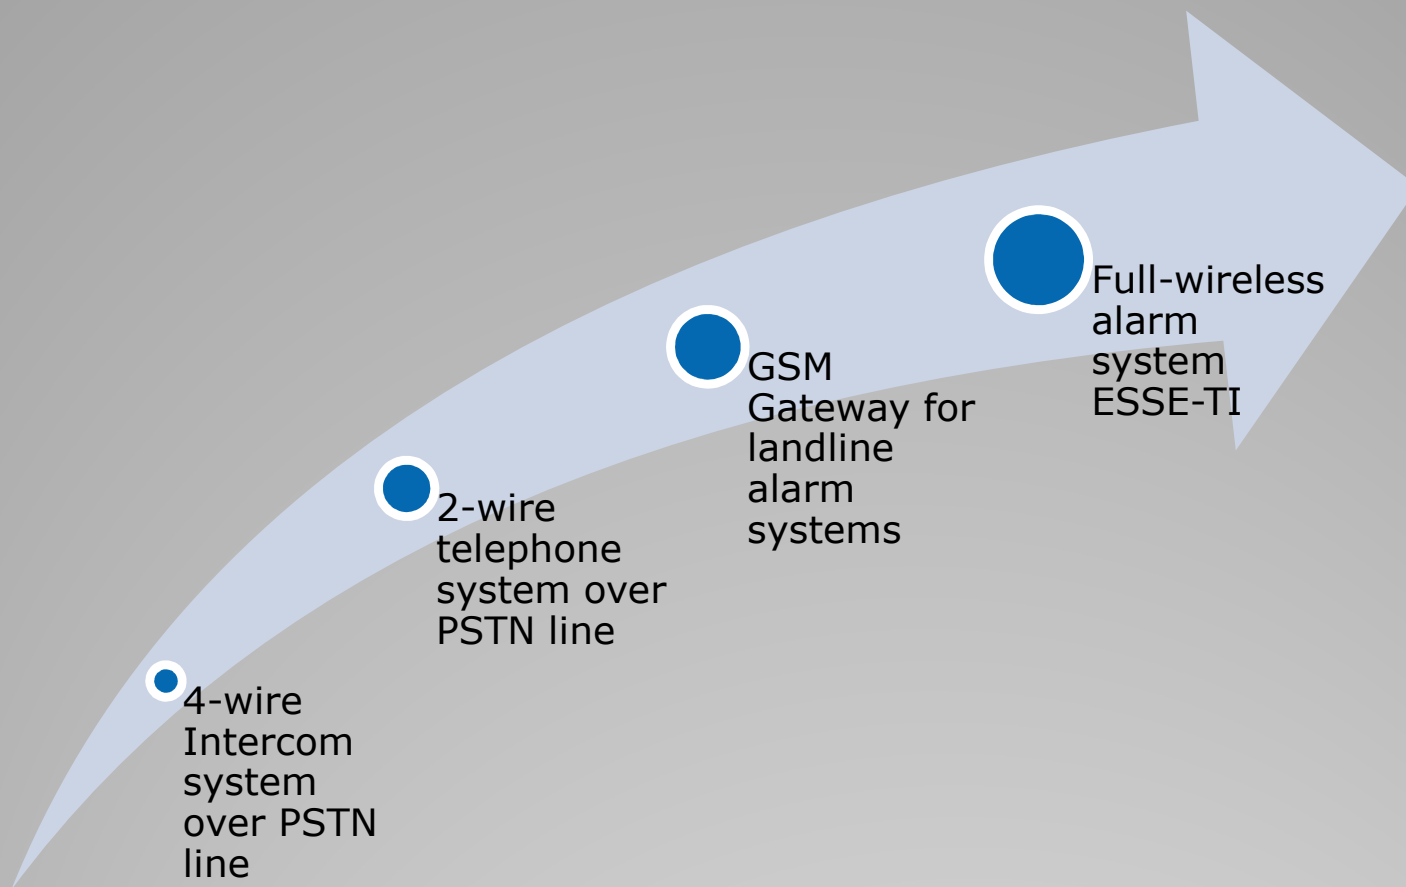 4-wire
Intercom
system
over PSTN
line
2-wire
telephone
system over
PSTN line
GSM
Gateway for
landline
alarm
systems
Full-wireless
alarm
system
ESSE-TI